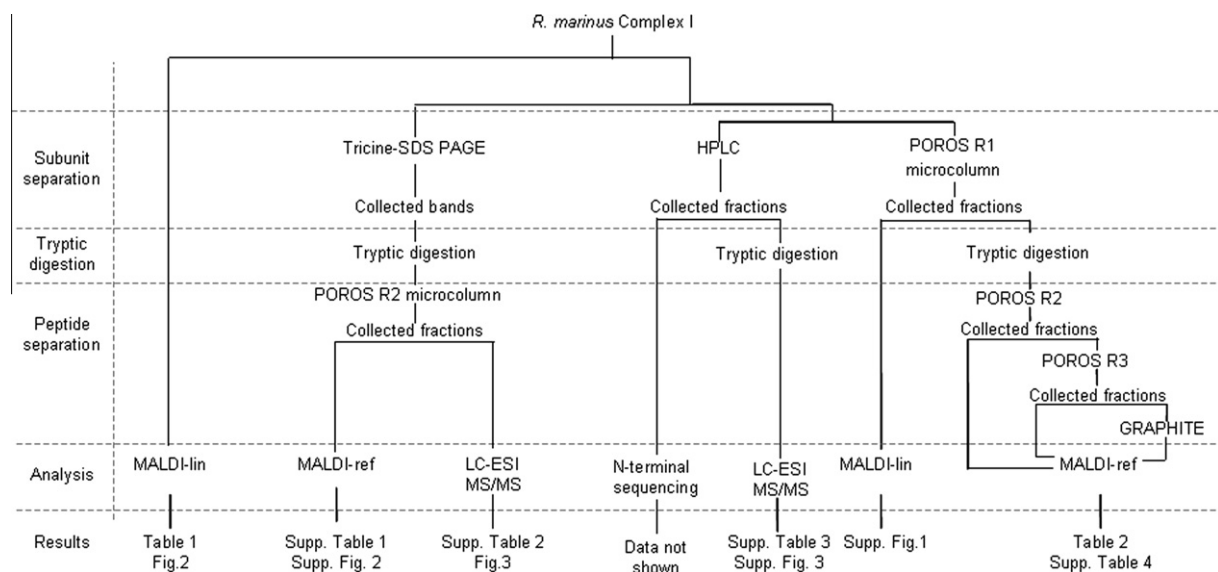 R. marinus Complex I
Subunit
separation
Tricine-SDS PAGE
HPLC
POROS R1
microcolumn
Collected bands
Collected fractions
Collected fractions
Tryptic
digestion
Tryptic digestion
Tryptic digestion
Tryptic digestion
Peptide
separation
POROS R2 microcolumn
Collected fractions
POROS R2
Collected fractions
POROS R3
Collected fractions
GRAPHITE
Analysis
MALDI-lin
MALDI-ref
LC-ESI
MS/MS
N-terminal
sequencing
LC-ESI
MS/MS
MALDI-lin
MALDI-ref
Results
Table 1
Fig.2
Supp. Table 1
Supp. Fig. 2
Supp. Table 2
Fig.3
Data not
shown
Supp. Table 3
Supp. Fig. 3
Supp. Fig.1
Table 2
Supp. Table 4